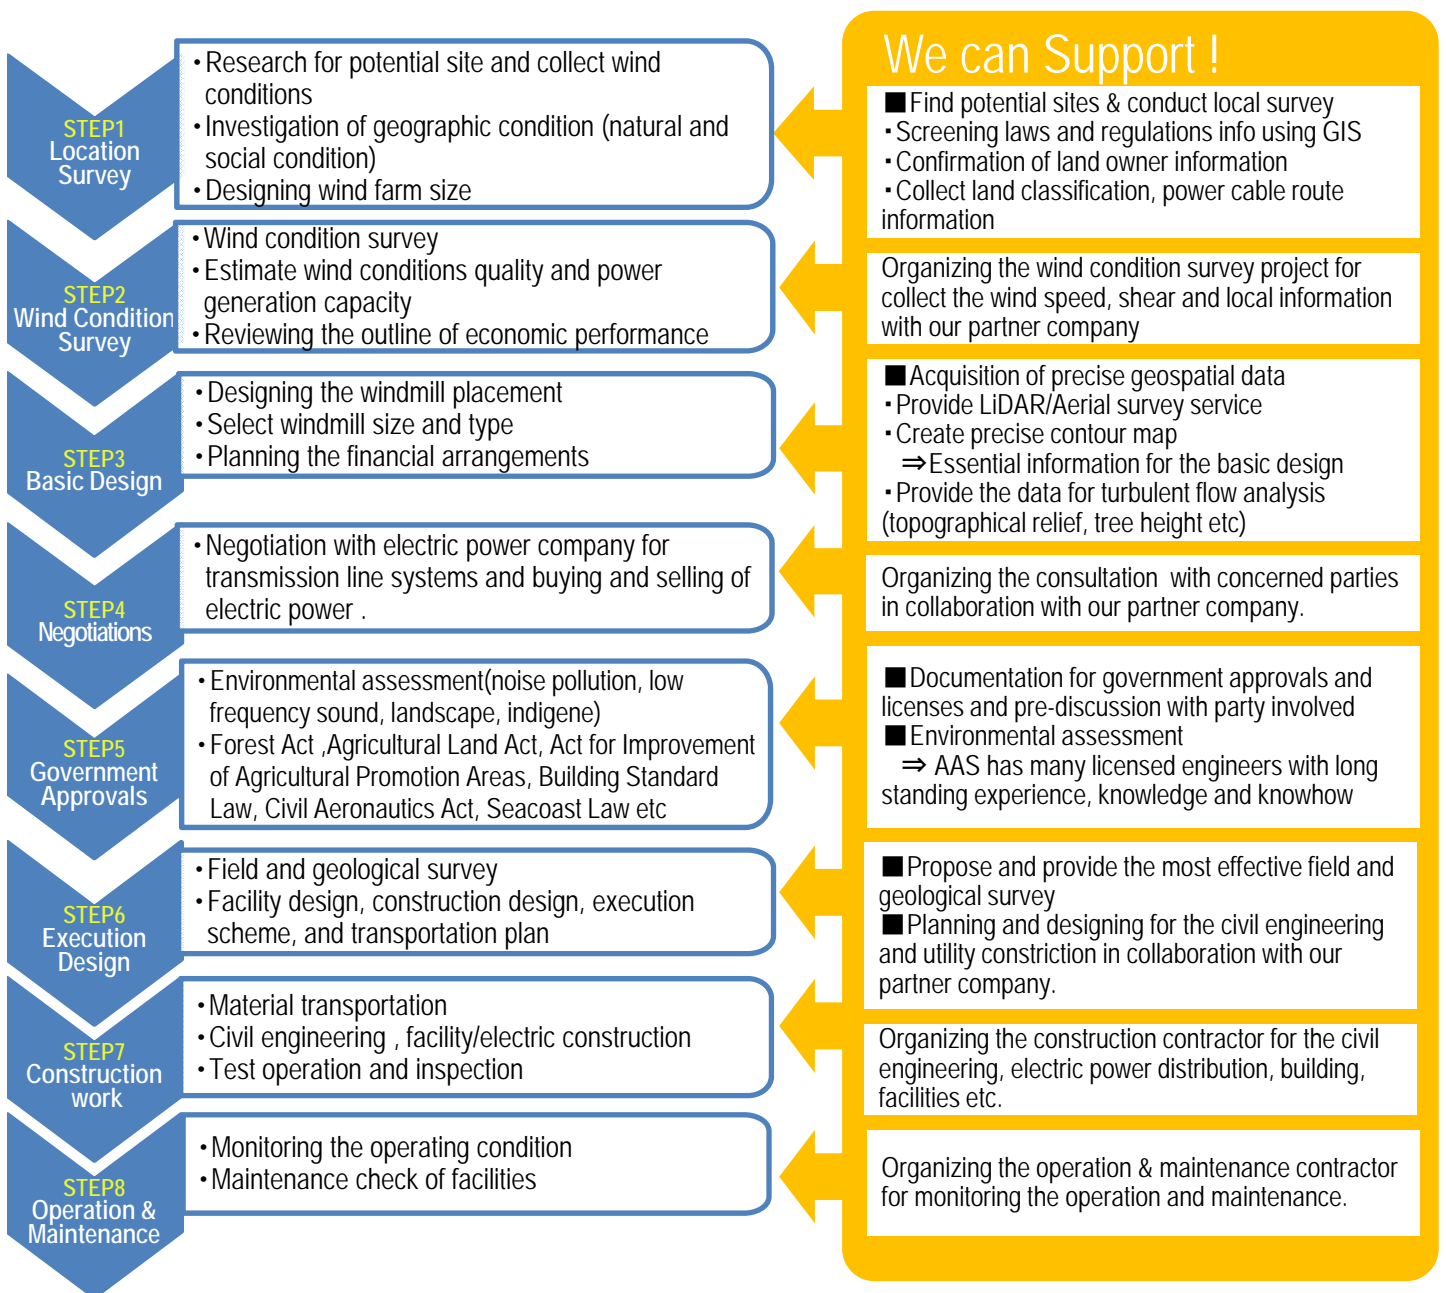 STEP1
Location
Survey
・Research for potential site and collect wind
conditions
・Investigation of geographic condition (natural and
social condition)
・Designing wind farm size
STEP2
Wind Condition
Survey
・Wind condition survey
・Estimate wind conditions quality and power
generation capacity
・Reviewing the outline of economic performance
STEP3
Basic Design
・Designing the windmill placement
・Select windmill size and type
・Planning the financial arrangements
STEP4
Negotiations
・Negotiation with electric power company for
transmission line systems and buying and selling of
electric power .
STEP5
Government
Approvals
・Environmental assessment(noise pollution, low
frequency sound, landscape, indigene)
・Forest Act ,Agricultural Land Act, Act for Improvement
of Agricultural Promotion Areas, Building Standard
Law, Civil Aeronautics Act, Seacoast Law etc
STEP6
Execution
Design
・Field and geological survey
・Facility design, construction design, execution
scheme, and transportation plan
STEP7
Construction
work
・Material transportation
・Civil engineering , facility/electric construction
・Test operation and inspection
STEP8
Operation &
Maintenance
・Monitoring the operating condition
・Maintenance check of facilities
We can Support !
■Find potential sites & conduct local survey
・Screening laws and regulations info using GIS
・Confirmation of land owner information
・Collect land classification, power cable route
information
Organizing the wind condition survey project for
collect the wind speed, shear and local information
with our partner company
■Acquisition of precise geospatial data
・Provide LiDAR/Aerial survey service
・Create precise contour map
⇒Essential information for the basic design
・Provide the data for turbulent flow analysis
(topographical relief, tree height etc)
Organizing the consultation with concerned parties
in collaboration with our partner company.
■Documentation for government approvals and
licenses and pre-discussion with party involved
■Environmental assessment
⇒ AAS has many licensed engineers with long
standing experience, knowledge and knowhow
■Propose and provide the most effective field and
geological survey
■Planning and designing for the civil engineering
and utility constriction in collaboration with our
partner company.
Organizing the construction contractor for the civil
engineering, electric power distribution, building,
facilities etc.
Organizing the operation & maintenance contractor
for monitoring the operation and maintenance.